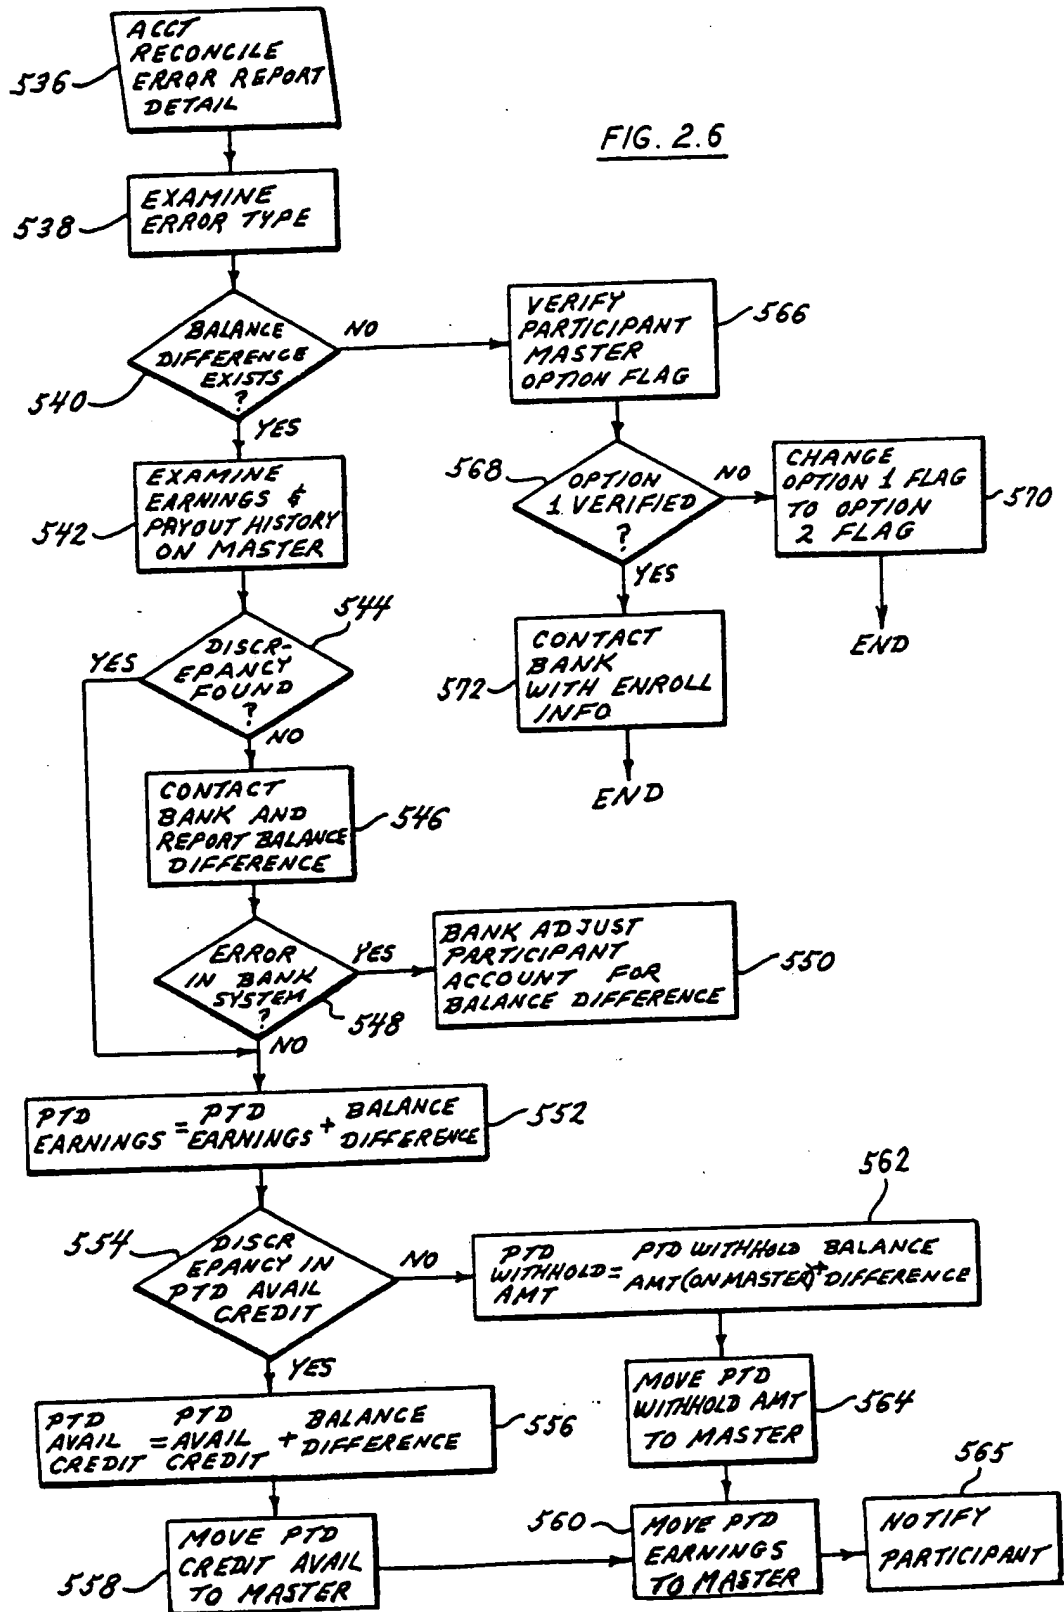 ACCT
RECONCILE
ERROR REPORT
DETAIL
536
FIG. 2.6
EXAMINE
ERROR TYPE
538
BALANCE
DIFFERENCE
EXISTS
?
540
NO
YES
VERIFY
PARTICIPANT
MASTER
OPTION FLAG
566
EXAMINE
EARNINGS &
PAYOUT HISTORY
ON MASTER
542
568
OPTION
1 VERIFIED
?
NO
YES
CHANGE
OPTION 1 FLAG
TO OPTION
2 FLAG
570
END
544
DISCR-
EPANCY
FOUND
?
YES
NO
CONTACT
BANK
WITH ENROLL
INFO
572
END
CONTACT
BANK AND
REPORT BALANCE
DIFFERENCE
546
ERROR
IN BANK
SYSTEM
?
548
YES
NO
BANK ADJUST
PARTICIPANT
ACCOUNT FOR
BALANCE DIFFERENCE
550
PTD PTD BALANCE
EARNINGS = EARNINGS + DIFFERENCE
552
554
DISCR
EPANCY IN
PTD AVAIL
CREDIT
NO
YES
562
PTD PTD WITHHOLD BALANCE
WITHHOLD = AMT (ON MASTER) + DIFFERENCE
AMT
PTD PTD BALANCE
AVAIL = AVAIL + DIFFERENCE
CREDIT CREDIT
556
MOVE PTD
WITHHOLD AMT
TO MASTER
564
558
MOVE PTD
CREDIT AVAIL
TO MASTER
560
MOVE PTD
EARNINGS
TO MASTER
565
NOTIFY
PARTICIPANT